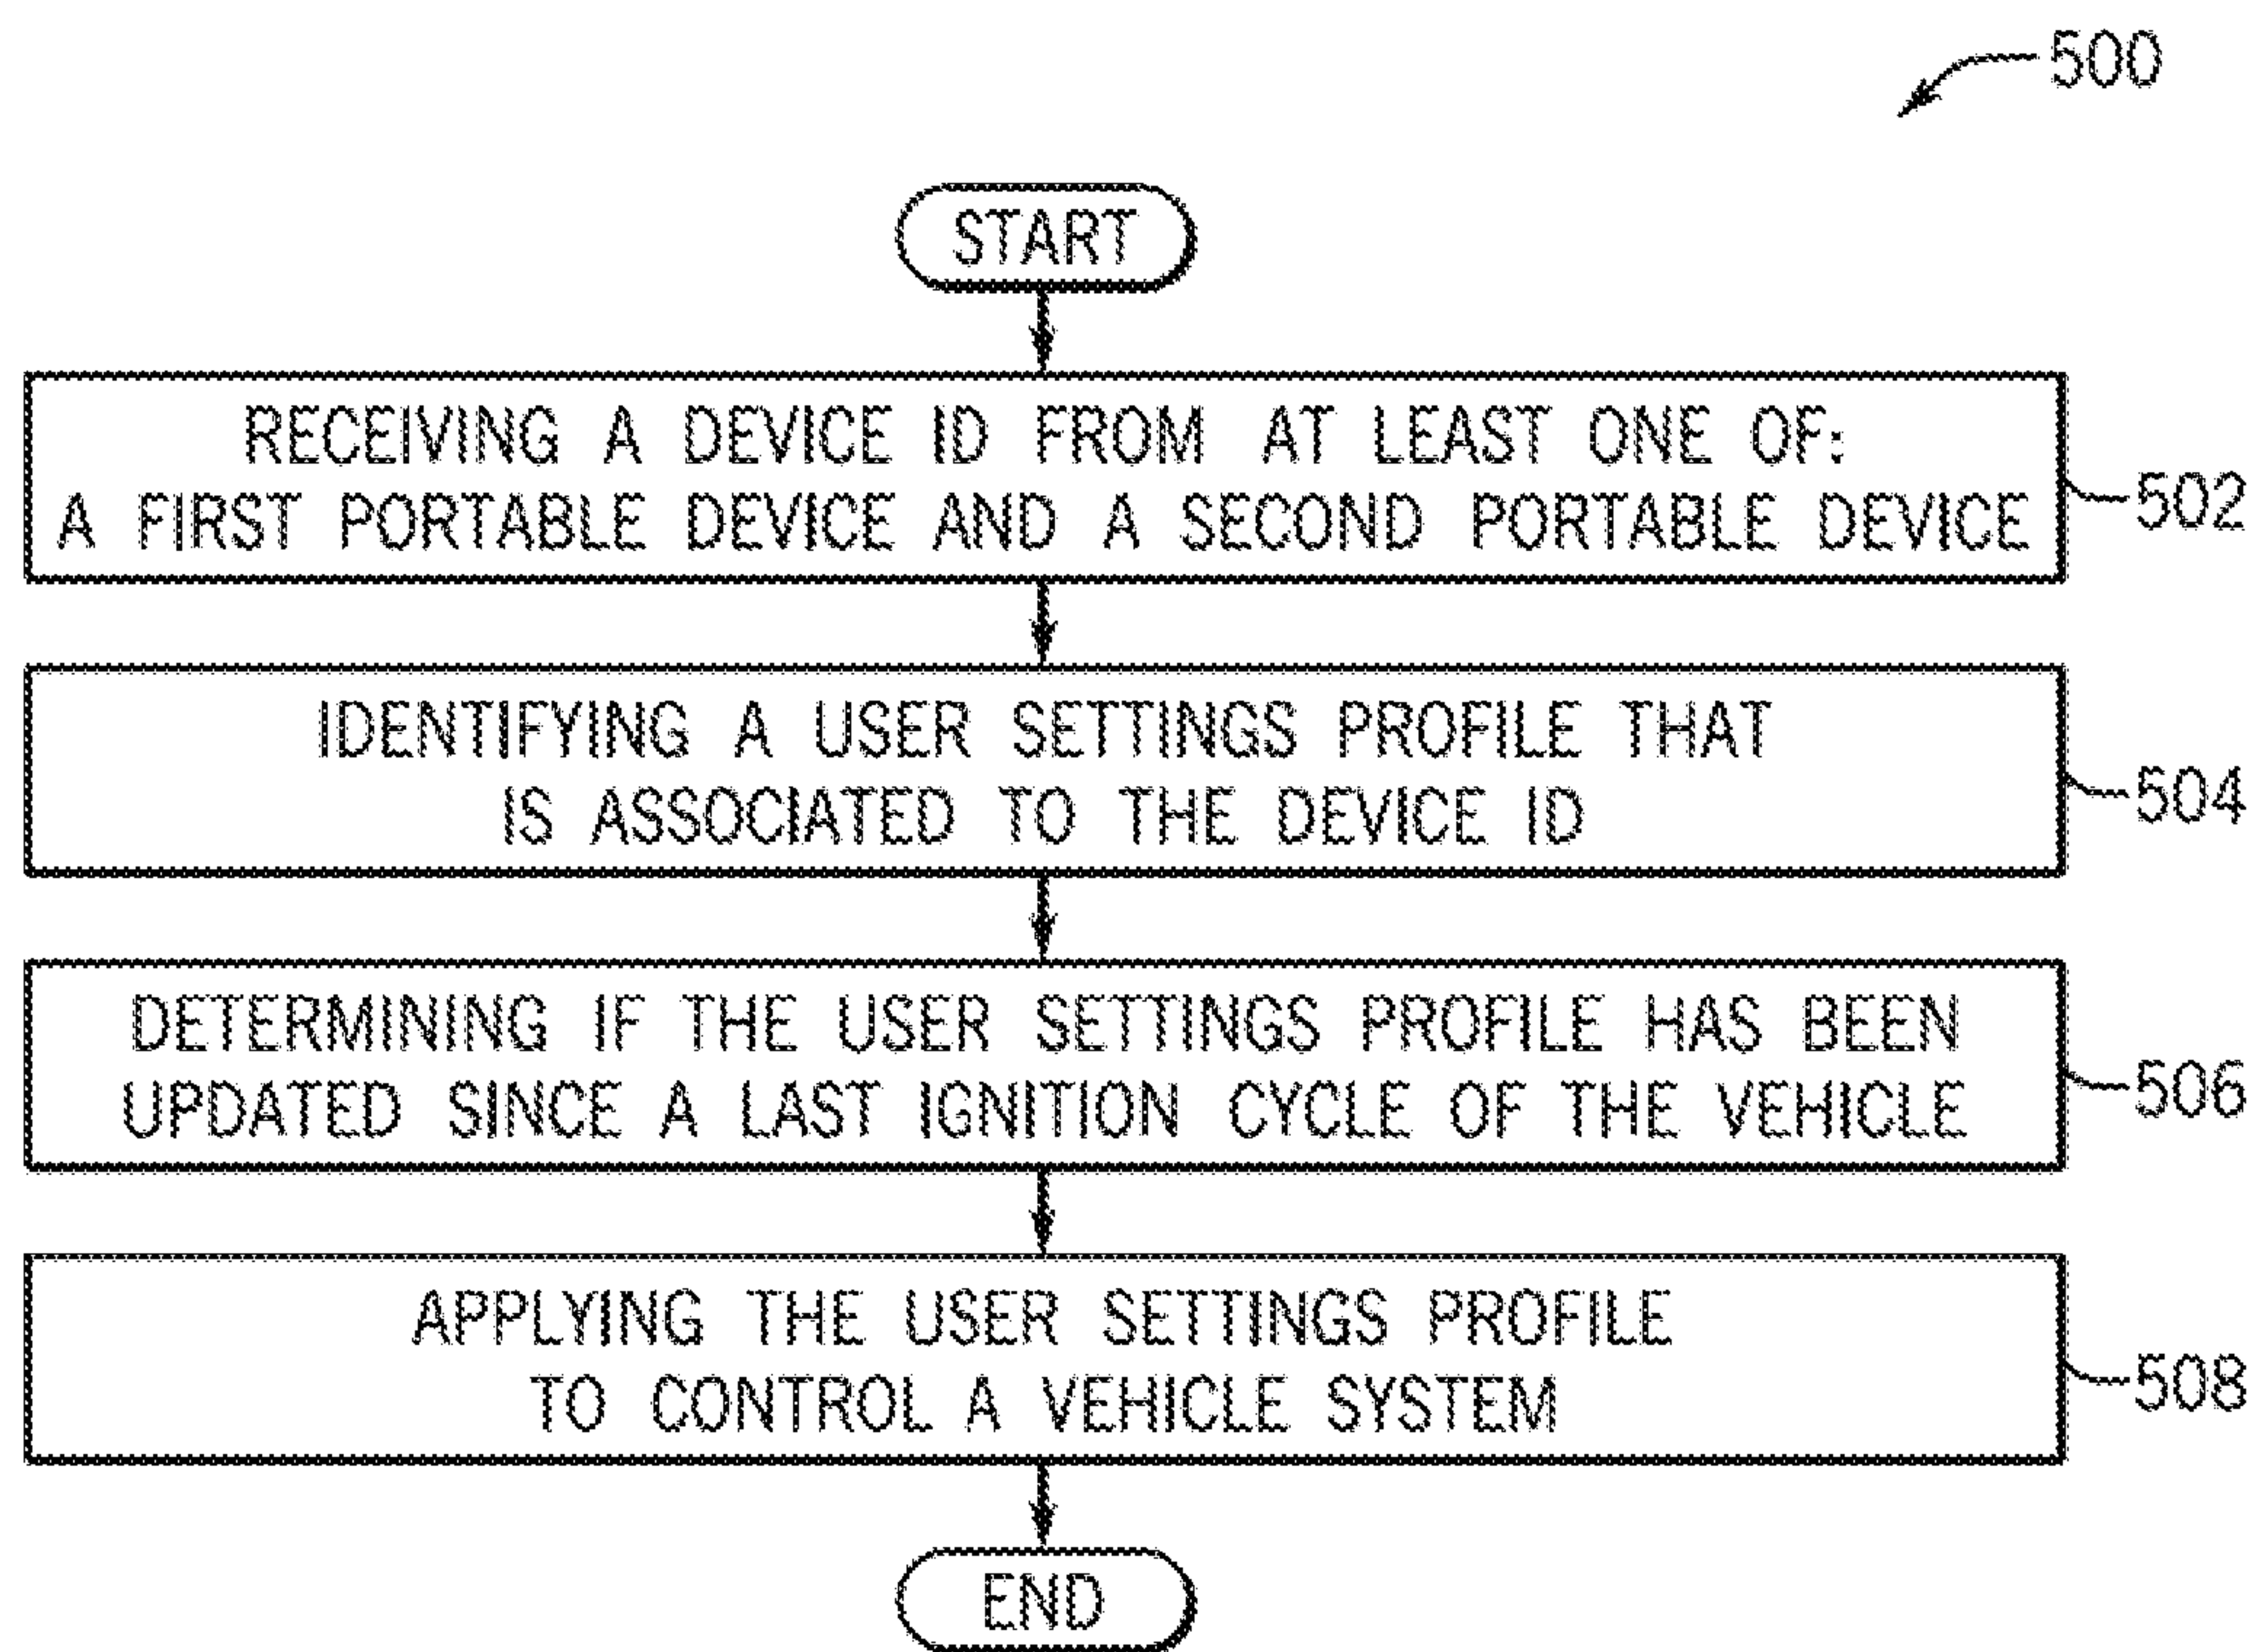 500
START
RECEIVING A DEVICE ID FROM AT LEAST ONE OF:
A FIRST PORTABLE DEVICE AND A SECOND PORTABLE DEVICE
502
IDENTIFYING A USER SETTINGS PROFILE THAT
IS ASSOCIATED TO THE DEVICE ID
504
DETERMINING IF THE USER SETTINGS PROFILE HAS BEEN
UPDATED SINCE A LAST IGNITION CYCLE OF THE VEHICLE
506
APPLYING THE USER SETTINGS PROFILE
TO CONTROL A VEHICLE SYSTEM
508
END